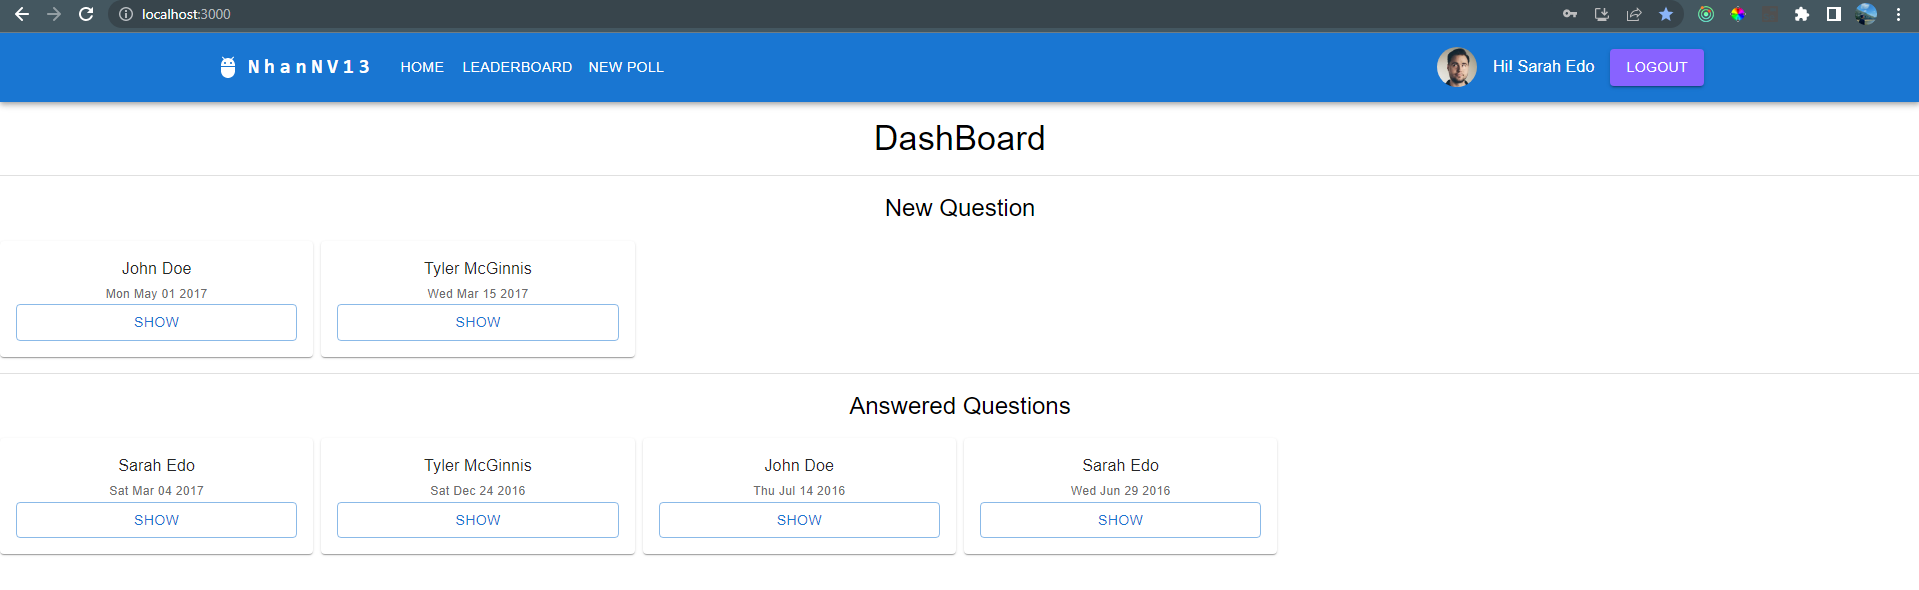 localhost:3000
NhanNV13 HOME LEADERBOARD NEW POLL Hi! Sarah Edo LOGOUT
DashBoard
New Question
John Doe Tyler McGinnis
Mon May 01 2017 Wed Mar 15 2017
SHOW SHOW
Answered Questions
Sarah Edo Tyler McGinnis John Doe Sarah Edo
Sat Mar 04 2017 Sat Dec 24 2016 Thu Jul 14 2016 Wed Jun 29 2016
SHOW SHOW SHOW SHOW